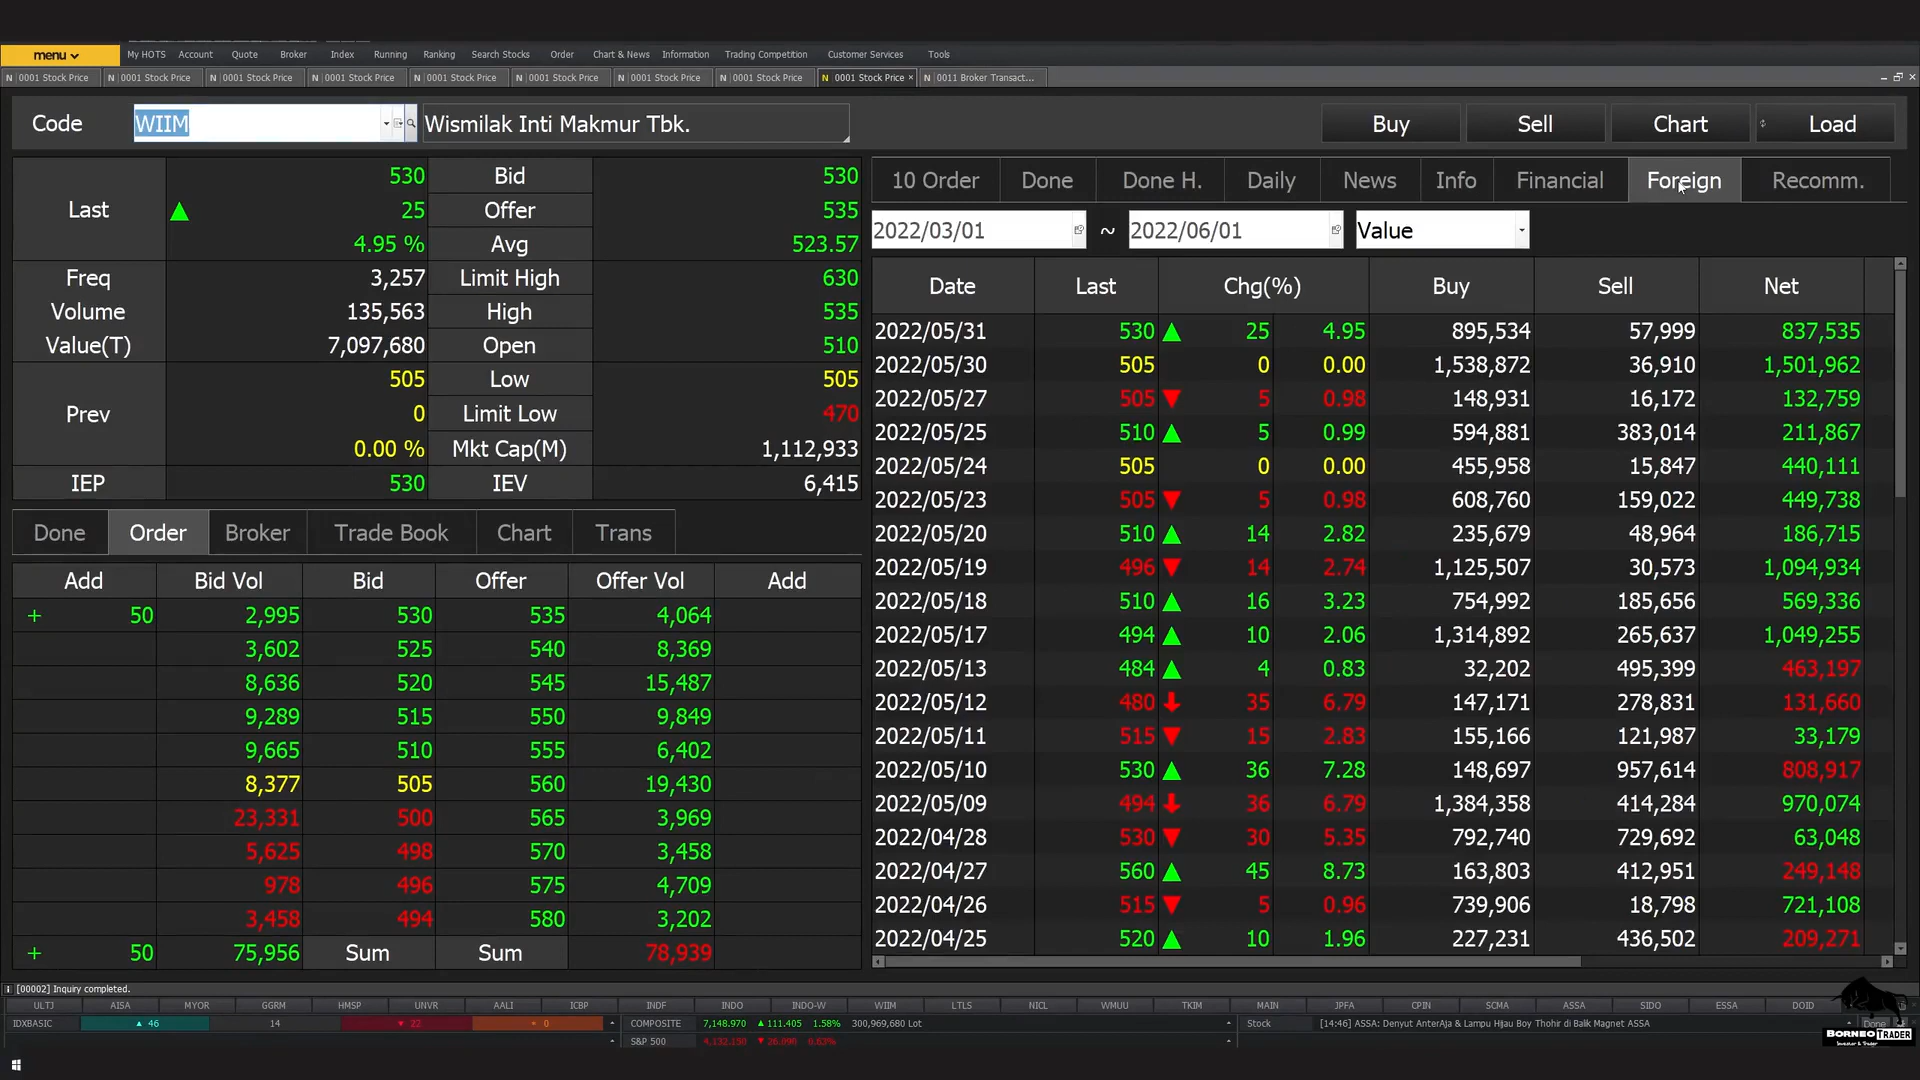 menu My HOTS Account Quote Broker Index Running Ranking Search Stocks Order Chart & News Information Trading Competition Customer Services Tools
N 0001 Stock Price N 0001 Stock Price N 0001 Stock Price N 0001 Stock Price N 0001 Stock Price N 0001 Stock Price N 0001 Stock Price N 0001 Stock Price N 0001 Stock Price × N 0011 Broker Transact...
Code WIIM Wismilak Inti Makmur Tbk. Buy Sell Chart Load
Last 530 Bid 530
▲ 25 Offer 535
4.95 % Avg 523.57
Freq 3,257 Limit High 630
Volume 135,563 High 535
Value(T) 7,097,680 Open 510
Prev 505 Low 505
0 Limit Low 470
0.00 % Mkt Cap(M) 1,112,933
IEP 530 IEV 6,415
Done Order Broker Trade Book Chart Trans
Add Bid Vol Bid Offer Offer Vol Add
+ 50 2,995 530 535 4,064
3,602 525 540 8,369
8,636 520 545 15,487
9,289 515 550 9,849
9,665 510 555 6,402
8,377 505 560 19,430
23,331 500 565 3,969
5,625 498 570 3,458
978 496 575 4,709
3,458 494 580 3,202
+ 50 75,956 Sum Sum 78,939
10 Order Done Done H. Daily News Info Financial Foreign Recomm.
2022/03/01 ~ 2022/06/01 Value
Date Last Chg(%) Buy Sell Net
2022/05/31 530 ▲ 25 4.95 895,534 57,999 837,535
2022/05/30 505 0 0.00 1,538,872 36,910 1,501,962
2022/05/27 505 ▼ 5 0.98 148,931 16,172 132,759
2022/05/25 510 ▲ 5 0.99 594,881 383,014 211,867
2022/05/24 505 0 0.00 455,958 15,847 440,111
2022/05/23 505 ▼ 5 0.98 608,760 159,022 449,738
2022/05/20 510 ▲ 14 2.82 235,679 48,964 186,715
2022/05/19 496 ▼ 14 2.74 1,125,507 30,573 1,094,934
2022/05/18 510 ▲ 16 3.23 754,992 185,656 569,336
2022/05/17 494 ▲ 10 2.06 1,314,892 265,637 1,049,255
2022/05/13 484 ▲ 4 0.83 32,202 495,399 463,197
2022/05/12 480 ↓ 35 6.79 147,171 278,831 131,660
2022/05/11 515 ▼ 15 2.83 155,166 121,987 33,179
2022/05/10 530 ▲ 36 7.28 148,697 957,614 808,917
2022/05/09 494 ↓ 36 6.79 1,384,358 414,284 970,074
2022/04/28 530 ▼ 30 5.35 792,740 729,692 63,048
2022/04/27 560 ▲ 45 8.73 163,803 412,951 249,148
2022/04/26 515 ▼ 5 0.96 739,906 18,798 721,108
2022/04/25 520 ▲ 10 1.96 227,231 436,502 209,271
[00002] Inquiry completed.
ULTJ AISA MYOR GGRM HMSP UNVR AALI ICBP INDF INDO INDO-W WIIM LTLS NICL WMUU TKIM MAIN JPFA CPIN SCMA ASSA SIDO ESSA DOID
IDXBASIC ▲ 46 14 ▼ 22 0 COMPOSITE 7,148.970 ▲ 111.405 1.58% 300,969,680 Lot Stock [14:46] ASSA: Denyut AnterAja & Lampu Hijau Boy Thohir di Balik Magnet ASSA Done
S&P 500 4,132.150 ▼ 26.090 0.63%
BORNEO TRADER
Investor & Trader